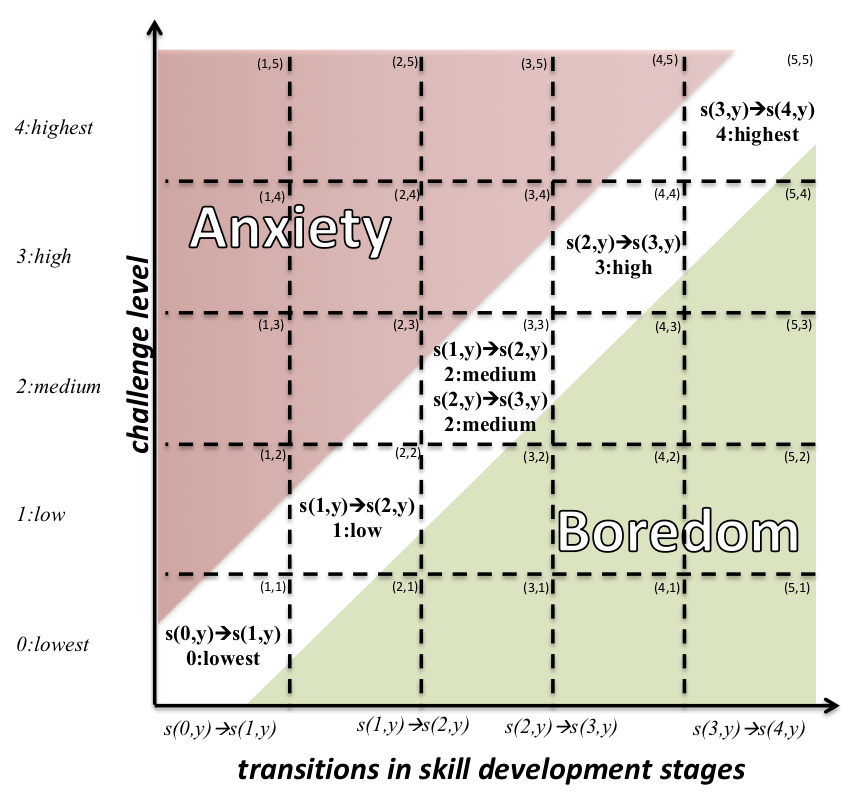 (1,5) (2,5) (3,5) (4,5) (5,5)
4:highest
s(3,y)→s(4,y)
4:highest
(1,4) (2,4) (3,4) (4,4) (5,4)
Anxiety
3:high
s(2,y)→s(3,y)
3:high
challenge level
(1,3) (2,3) (3,3) (4,3) (5,3)
2:medium
s(1,y)→s(2,y)
2:medium
s(2,y)→s(3,y)
2:medium
(1,2) (2,2) (3,2) (4,2) (5,2)
1:low
s(1,y)→s(2,y)
1:low
Boredom
(1,1) (2,1) (3,1) (4,1) (5,1)
0:lowest
s(0,y)→s(1,y)
0:lowest
s(0,y)→s(1,y) s(1,y)→s(2,y) s(2,y)→s(3,y) s(3,y)→s(4,y)
transitions in skill development stages